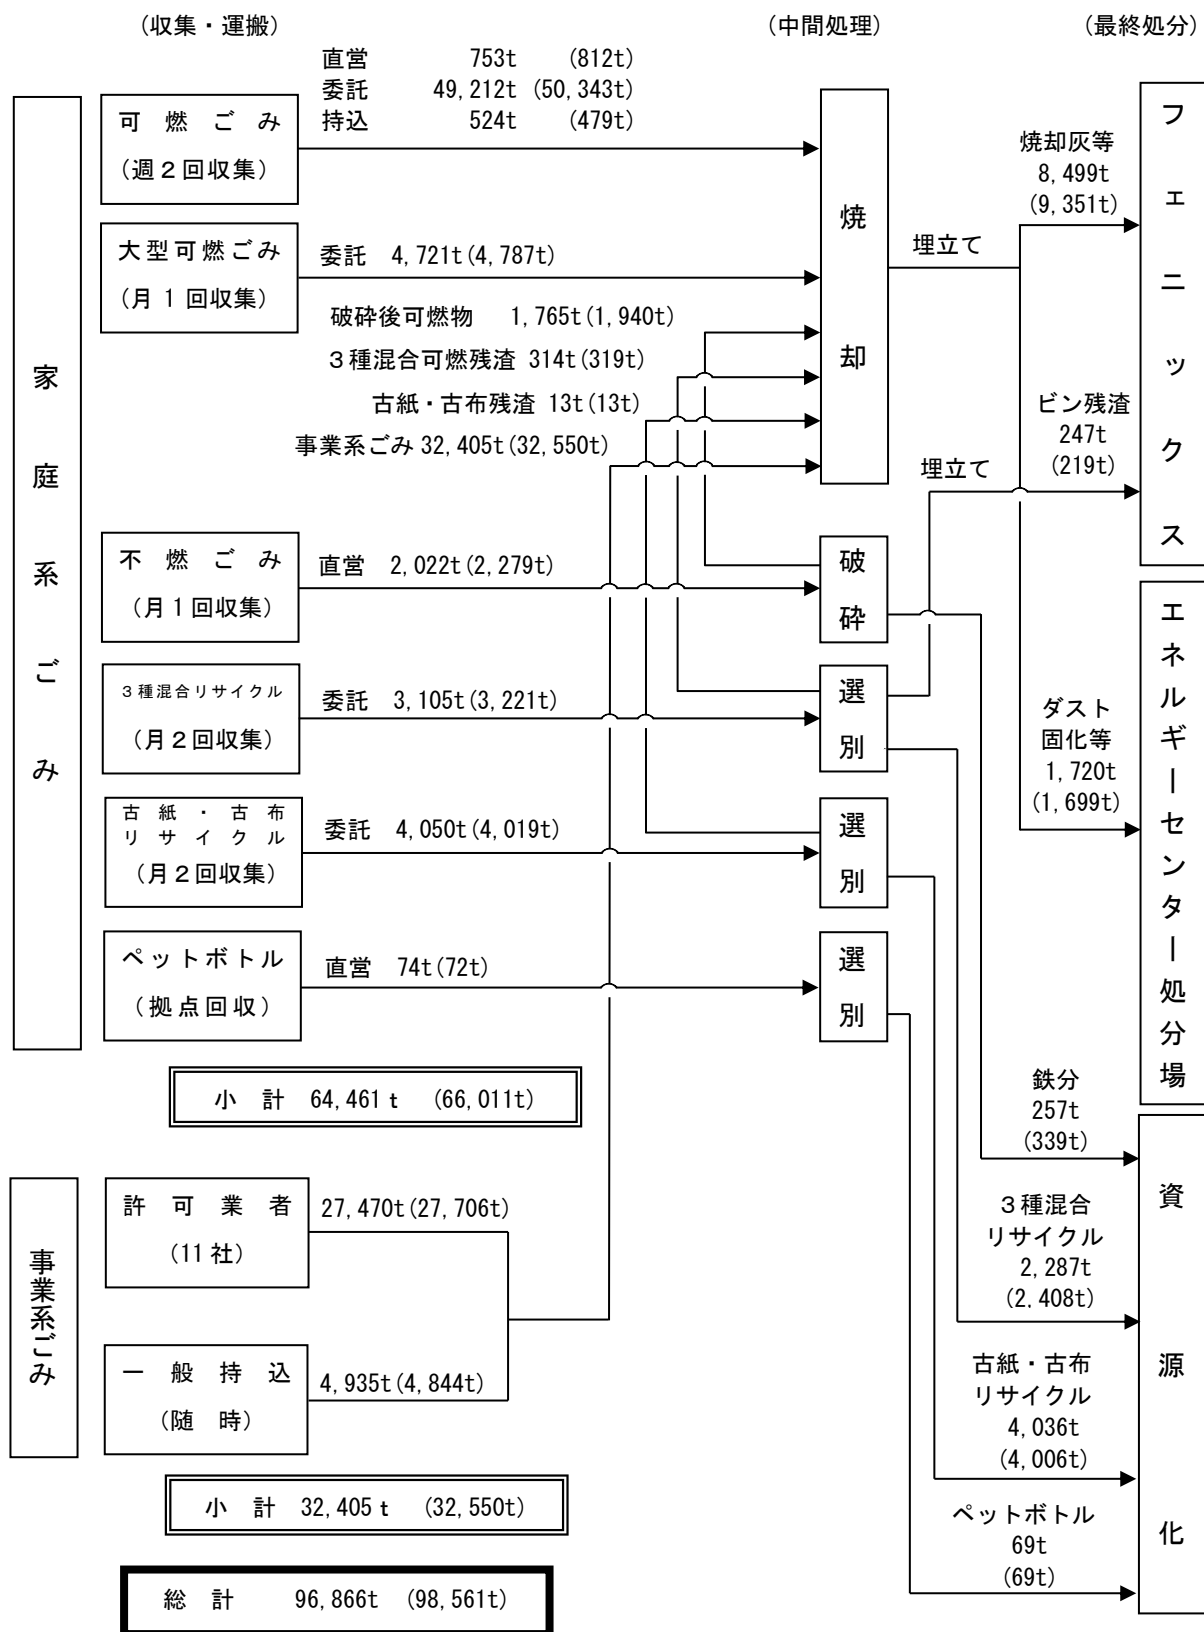 (収集・運搬)
(中間処理)
(最終処分)
直営 753t (812t)
委託 49,212t (50,343t)
持込 524t (479t)
家庭系ごみ
可燃ごみ
(週2回収集)
大型可燃ごみ
(月1回収集)
委託 4,721t(4,787t)
破砕後可燃物 1,765t(1,940t)
3種混合可燃残渣 314t(319t)
古紙・古布残渣 13t(13t)
事業系ごみ 32,405t(32,550t)
焼却
埋立て
焼却灰等
8,499t
(9,351t)
フェニックス
不燃ごみ
(月1回収集)
直営 2,022t(2,279t)
破砕
埋立て
ビン残渣
247t
(219t)
3種混合リサイクル
(月2回収集)
委託 3,105t(3,221t)
選別
ダスト
固化等
1,720t
(1,699t)
エネルギーセンター処分場
古紙・古布
リサイクル
(月2回収集)
委託 4,050t(4,019t)
選別
ペットボトル
(拠点回収)
直営 74t(72t)
選別
小計 64,461t (66,011t)
鉄分
257t
(339t)
資源化
事業系ごみ
許可業者
(11社)
27,470t(27,706t)
3種混合
リサイクル
2,287t
(2,408t)
一般持込
(随時)
4,935t(4,844t)
古紙・古布
リサイクル
4,036t
(4,006t)
小計 32,405t (32,550t)
ペットボトル
69t
(69t)
総計 96,866t (98,561t)